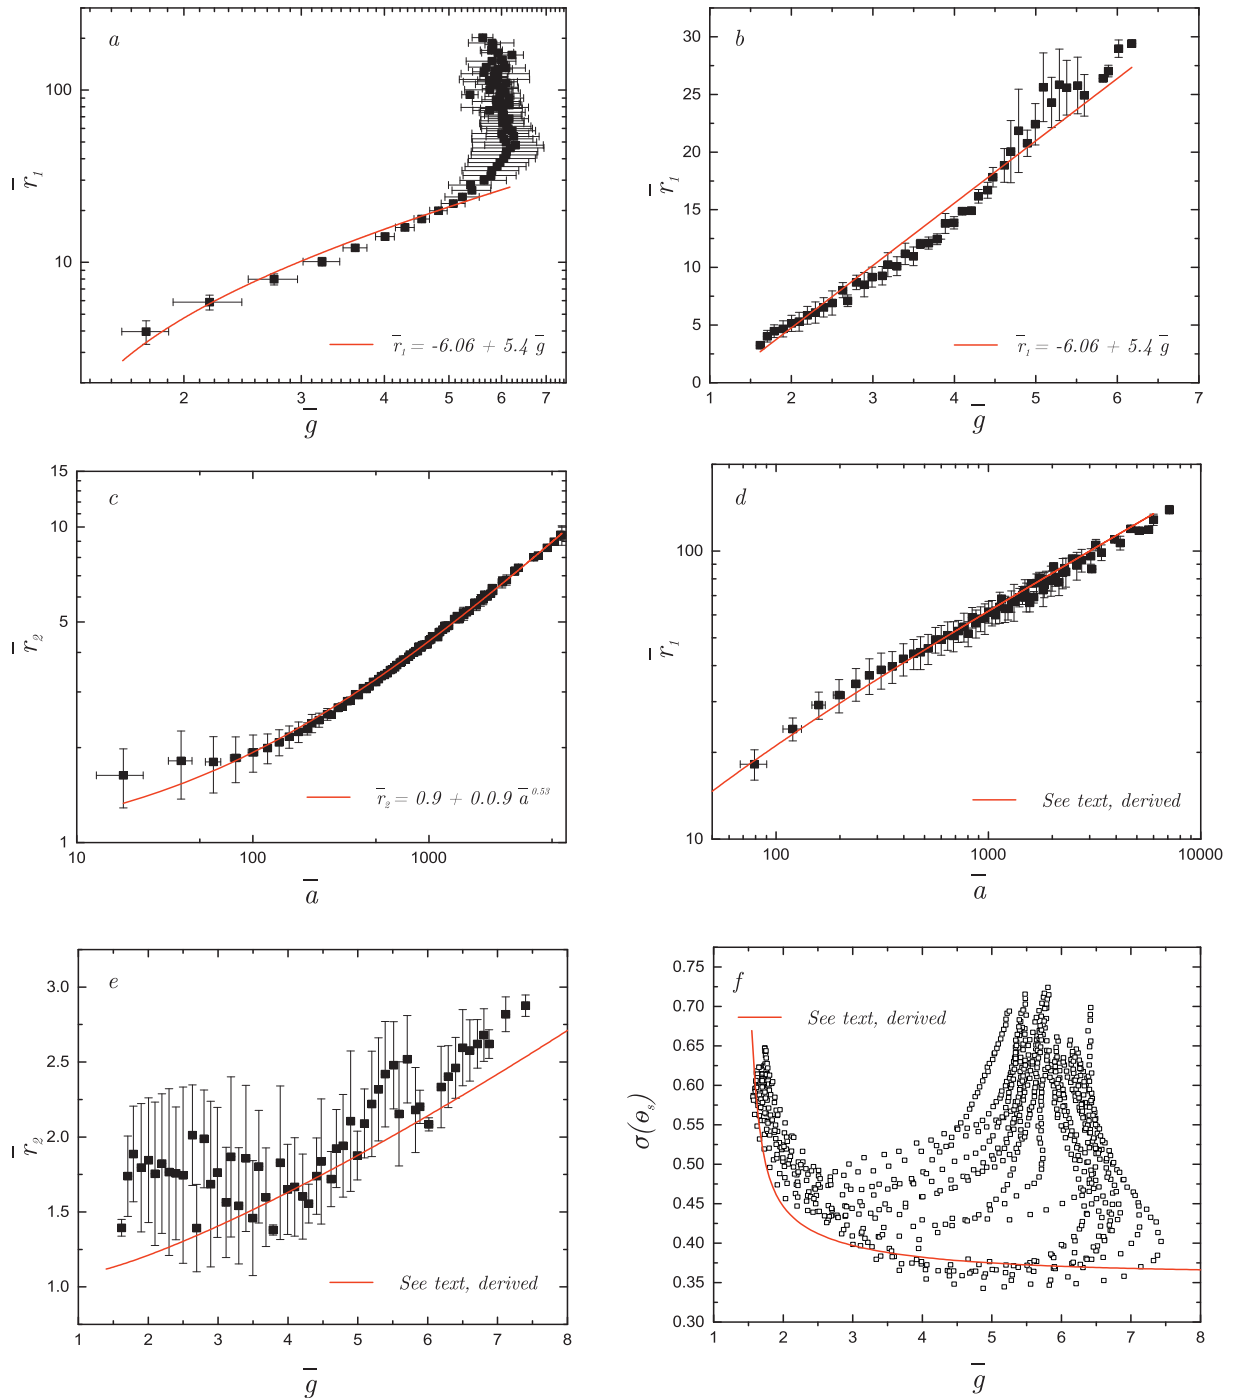 a
100
10
r̅₁
r̅₁ = -6.06 + 5.4 g̅
2 3 4 5 6 7
g̅
b
30
25
20
15
10
5
0
r̅₁
r̅₁ = -6.06 + 5.4 g̅
1 2 3 4 5 6 7
g̅
c
15
10
5
1
r̅₂
r̅₂ = 0.9 + 0.0.9 a̅^0.53
10 100 1000
a̅
d
100
10
r̅₁
See text, derived
100 1000 10000
a̅
e
3.0
2.5
2.0
1.5
1.0
r̅₂
See text, derived
1 2 3 4 5 6 7 8
g̅
f
0.75
0.70
0.65
0.60
0.55
0.50
0.45
0.40
0.35
0.30
σ(θₛ)
See text, derived
1 2 3 4 5 6 7 8
g̅